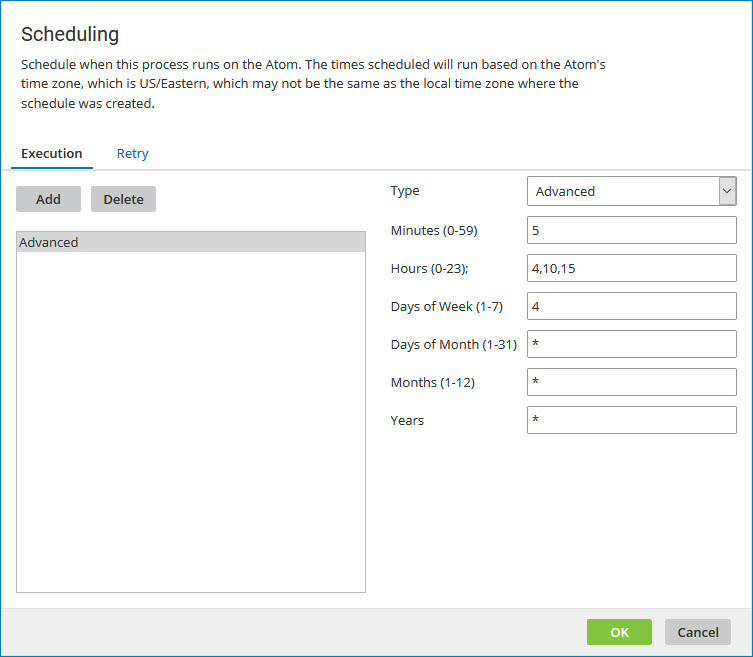 Scheduling
Schedule when this process runs on the Atom. The times scheduled will run based on the Atom's
time zone, which is US/Eastern, which may not be the same as the local time zone where the
schedule was created.
Execution Retry
Add Delete
Advanced
Type Advanced
Minutes (0-59) 5
Hours (0-23); 4,10,15
Days of Week (1-7) 4
Days of Month (1-31) *
Months (1-12) *
Years *
OK Cancel